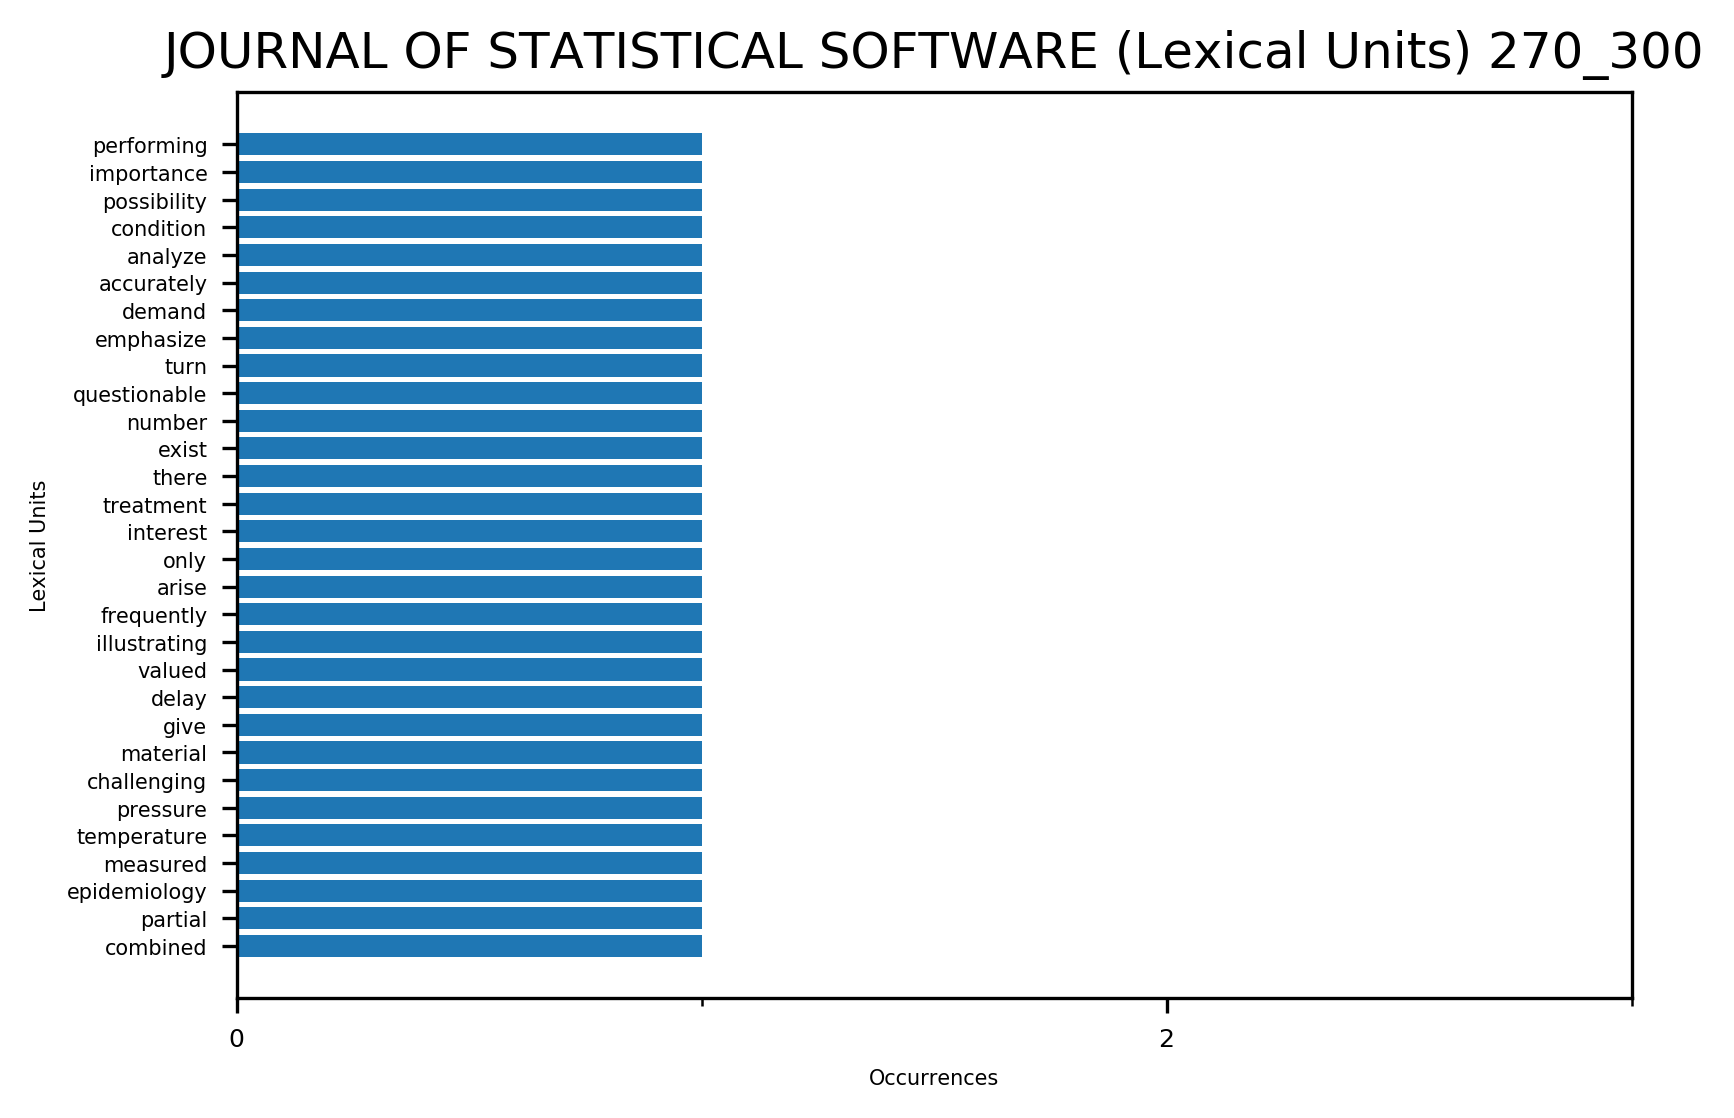 JOURNAL OF STATISTICAL SOFTWARE (Lexical Units) 270_300
performing
importance
possibility
condition
analyze
accurately
demand
emphasize
turn
questionable
number
exist
there
treatment
interest
only
arise
frequently
illustrating
valued
delay
give
material
challenging
pressure
temperature
measured
epidemiology
partial
combined
Lexical Units
0 2
Occurrences